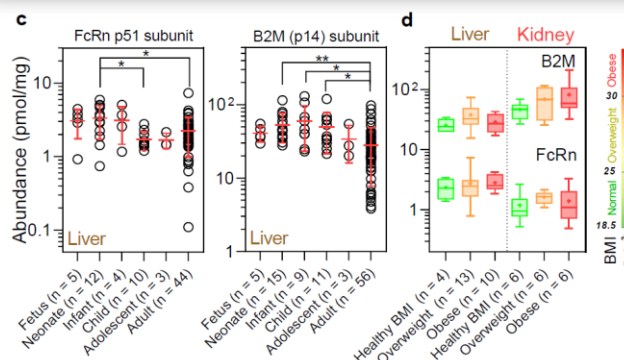 c
FcRn p51 subunit
B2M (p14) subunit
d
Liver
Kidney
Abundance (pmol/mg)
10
1
0.1
*
*
Liver
Fetus (n = 5)
Neonate (n = 12)
Infant (n = 4)
Child (n = 10)
Adolescent (n = 3)
Adult (n = 44)
10²
10
1
**
*
*
Liver
Fetus (n = 5)
Neonate (n = 15)
Infant (n = 9)
Child (n = 11)
Adolescent (n = 3)
Adult (n = 56)
B2M
FcRn
10²
10
1
Healthy BMI (n = 4)
Overweight (n = 13)
Obese (n = 10)
Healthy BMI (n = 6)
Overweight (n = 6)
Obese (n = 6)
Obese
30
Overweight
25
Normal
18.5
BMI